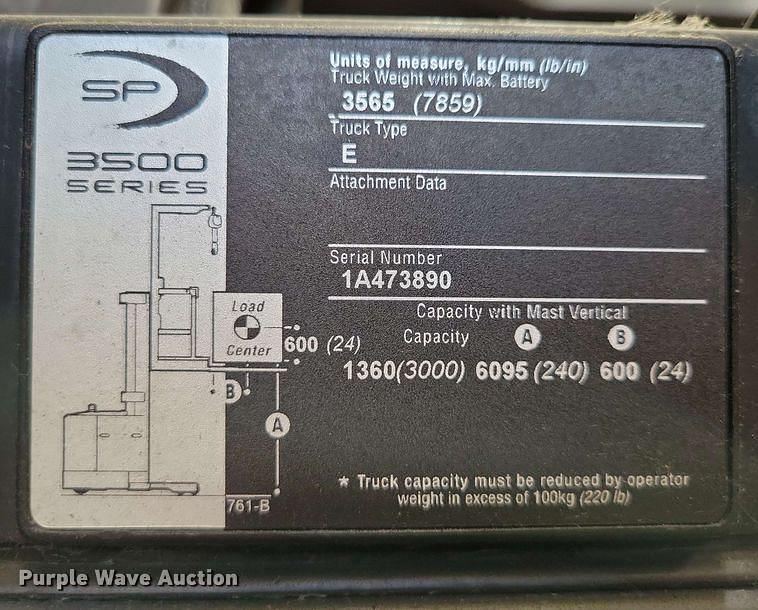 SP
3500
SERIES
Units of measure, kg/mm (lb/in)
Truck Weight with Max. Battery
3565 (7859)
Truck Type
E
Attachment Data
Serial Number
1A473890
Capacity with Mast Vertical
Capacity A B
1360(3000) 6095(240) 600 (24)
Load
Center
600 (24)
B
A
761-B
* Truck capacity must be reduced by operator
weight in excess of 100kg (220 lb)
Purple Wave Auction